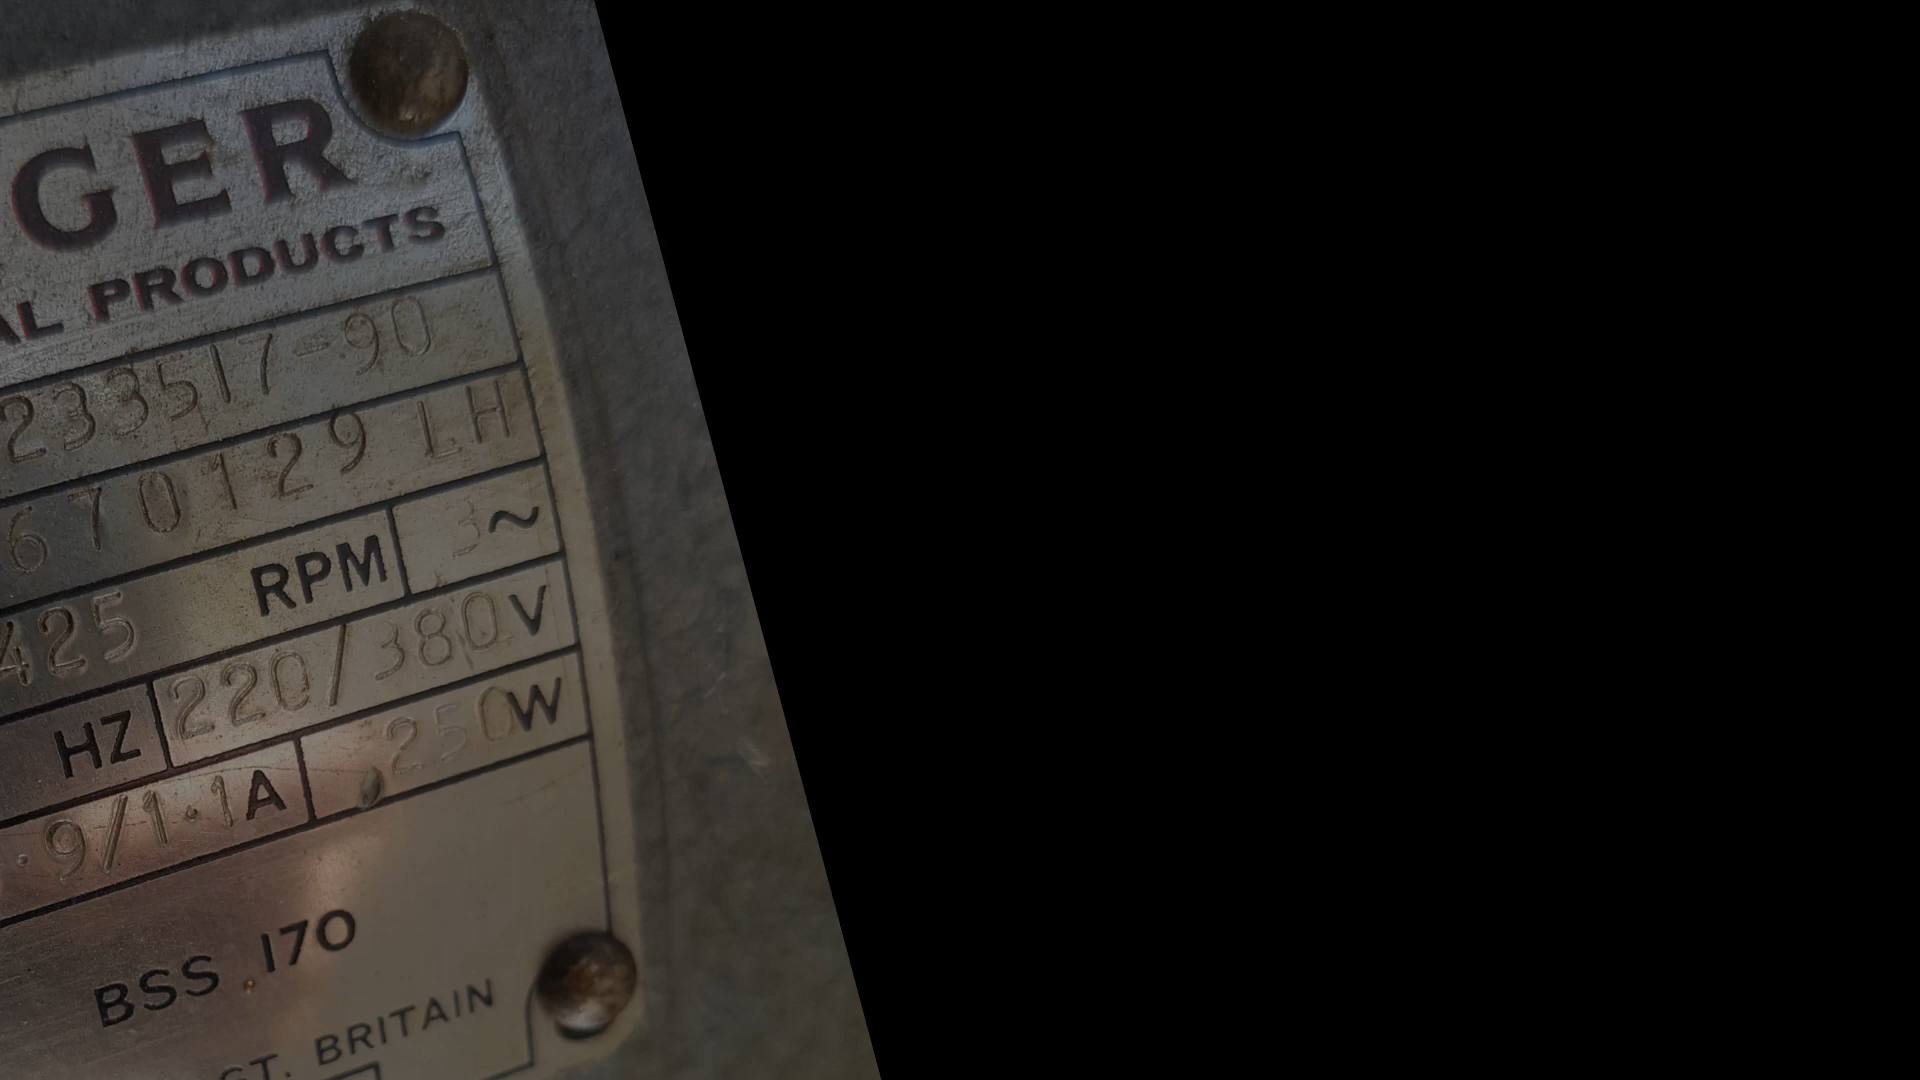 GER
AL PRODUCTS
233517-90
670129 LH
425 RPM 3~
HZ 220/380V
.9/1.1A 250W
BSS.170
GT. BRITAIN